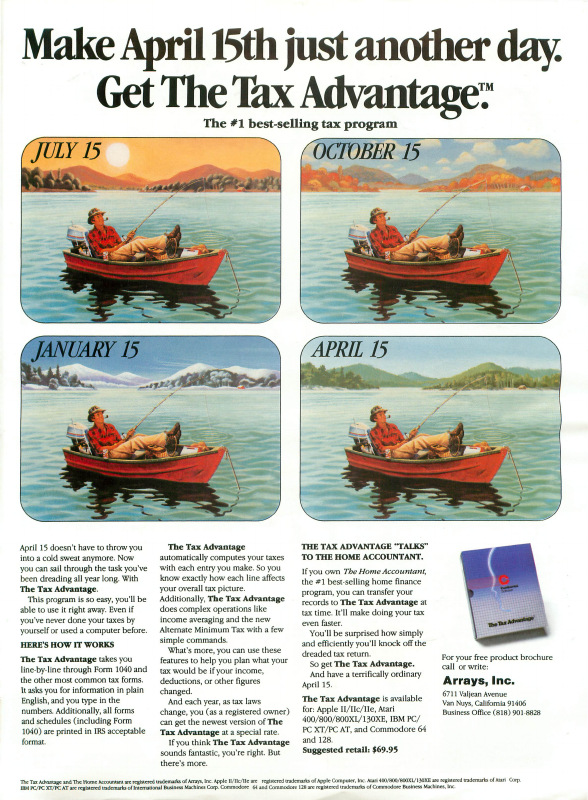 Make April 15th just another day.
Get The Tax Advantage.™
The #1 best-selling tax program
JULY 15
OCTOBER 15
JANUARY 15
APRIL 15
April 15 doesn't have to throw you
into a cold sweat anymore. Now
you can sail through the task you've
been dreading all year long. With
The Tax Advantage.
This program is so easy, you'll be
able to use it right away. Even if
you've never done your taxes by
yourself or used a computer before.
HERE'S HOW IT WORKS
The Tax Advantage takes you
line-by-line through Form 1040 and
the other most common tax forms.
It asks you for information in plain
English, and you type in the
numbers. Additionally, all forms
and schedules (including Form
1040) are printed in IRS acceptable
format.
The Tax Advantage
automatically computes your taxes
with each entry you make. So you
know exactly how each line affects
your overall tax picture.
Additionally, The Tax Advantage
does complex operations like
income averaging and the new
Alternate Minimum Tax with a few
simple commands.
What's more, you can use these
features to help you plan what your
tax would be if your income,
deductions, or other figures
changed.
And each year, as tax laws
change, you (as a registered owner)
can get the newest version of The
Tax Advantage at a special rate.
If you think The Tax Advantage
sounds fantastic, you're right. But
there's more.
THE TAX ADVANTAGE "TALKS"
TO THE HOME ACCOUNTANT.
If you own The Home Accountant,
the #1 best-selling home finance
program, you can transfer your
records to The Tax Advantage at
tax time. It'll make doing your tax
even faster.
You'll be surprised how simply
and efficiently you'll knock off the
dreaded tax return.
So get The Tax Advantage.
And have a terrifically ordinary
April 15.
The Tax Advantage is available
for: Apple II/IIc/IIe, Atari
400/800/800XL/130XE, IBM PC/
PC XT/PC AT, and Commodore 64
and 128.
Suggested retail: $69.95
The Tax Advantage
For your free product brochure
call or write:
Arrays, Inc.
6711 Valjean Avenue
Van Nuys, California 91406
Business Office (818) 901-8828
The Tax Advantage and The Home Accountant are registered trademarks of Arrays, Inc. Apple II/IIc/IIe are registered trademarks of Apple Computer, Inc. Atari 400/800/800XL/130XE are registered trademarks of Atari Corp.
IBM PC/PC XT/PC AT are registered trademarks of International Business Machines Corp. Commodore 64 and Commodore 128 are registered trademarks of Commodore Business Machines, Inc.